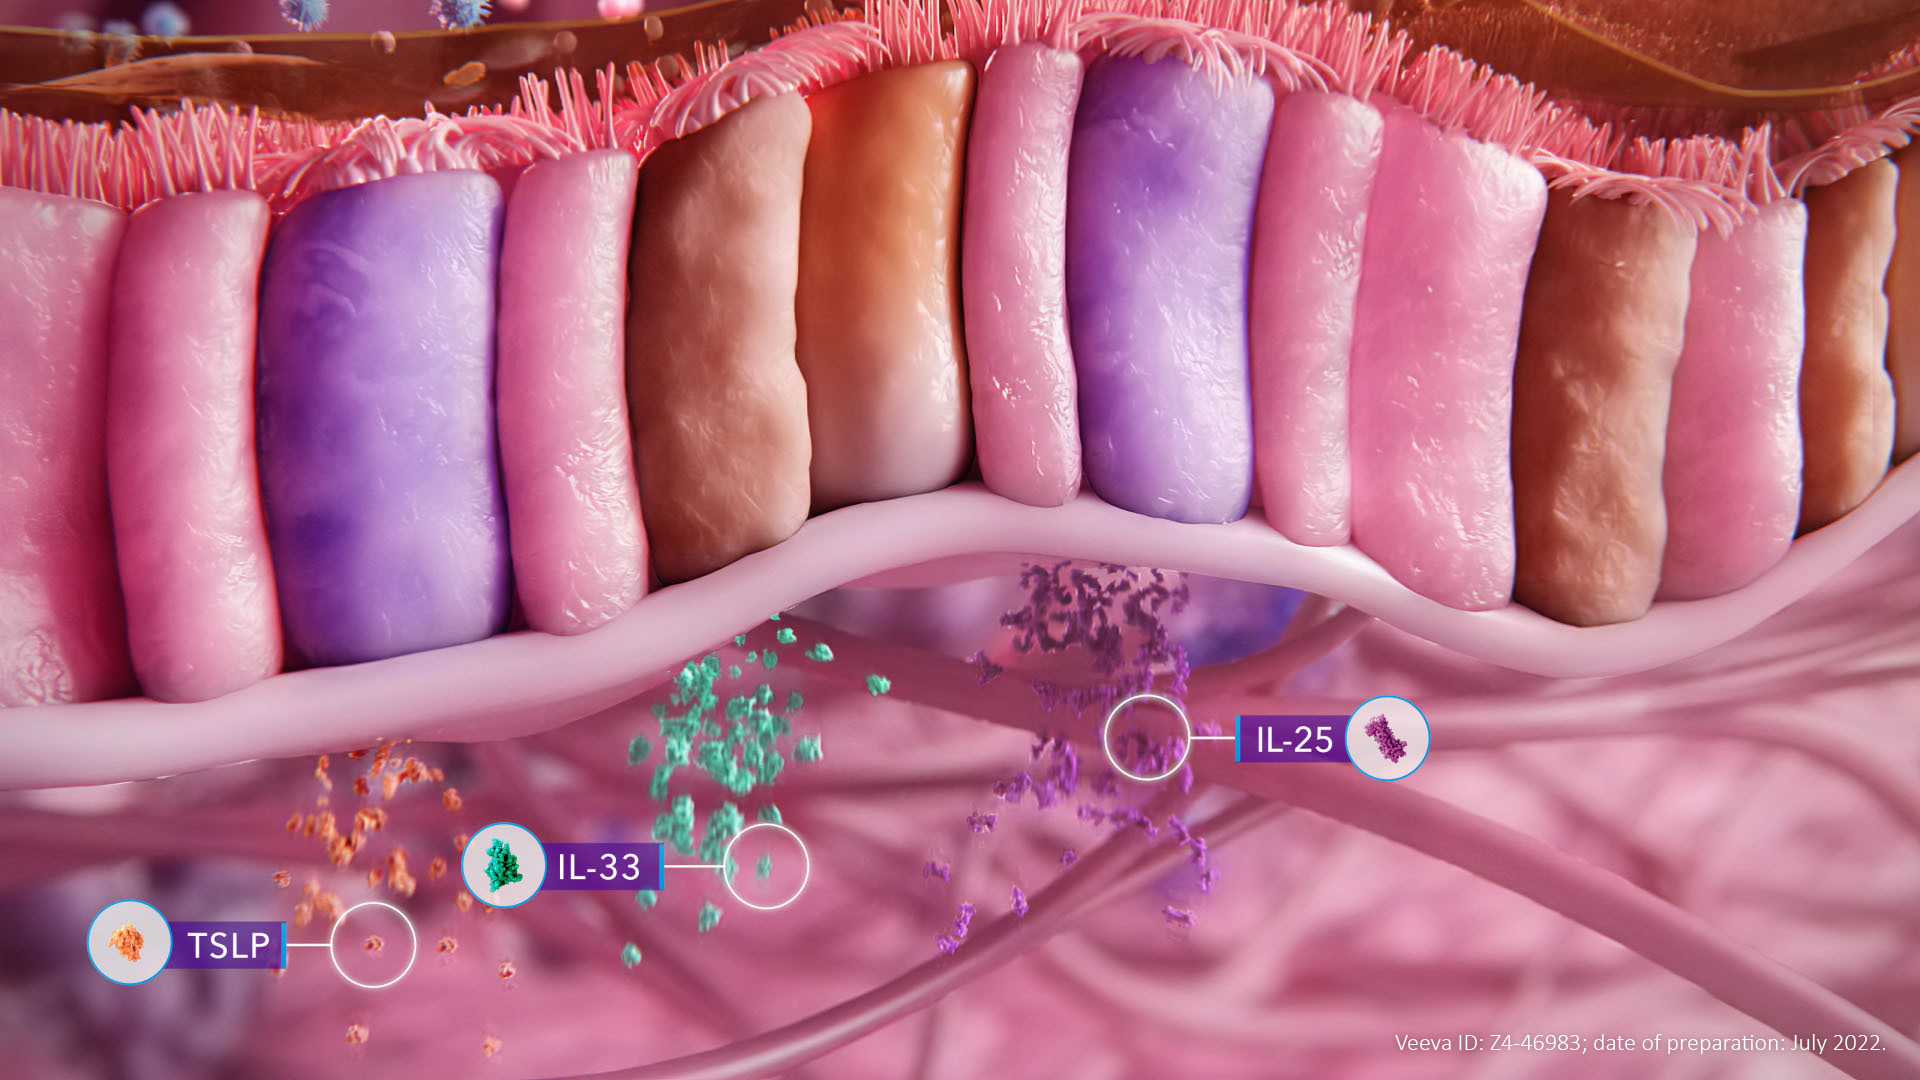 IL-25
IL-33
TSLP
Veeva ID: Z4-46983; date of preparation: July 2022.